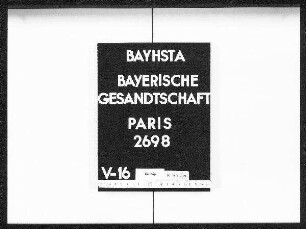 BAYHSTA
BAYERISCHE
GESANDTSCHAFT
PARIS
2698
V-16